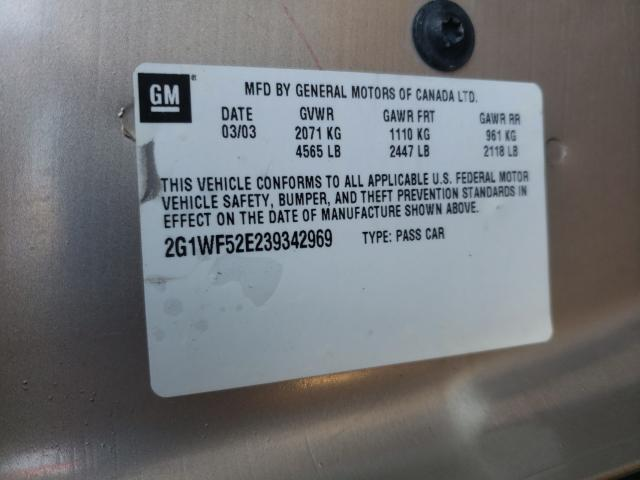 GM
MFD BY GENERAL MOTORS OF CANADA LTD.
DATE GVWR GAWR FRT GAWR RR
03/03 2071 KG 1110 KG 961 KG
4565 LB 2447 LB 2118 LB
THIS VEHICLE CONFORMS TO ALL APPLICABLE U.S. FEDERAL MOTOR
VEHICLE SAFETY, BUMPER, AND THEFT PREVENTION STANDARDS IN
EFFECT ON THE DATE OF MANUFACTURE SHOWN ABOVE.
2G1WF52E239342969 TYPE: PASS CAR